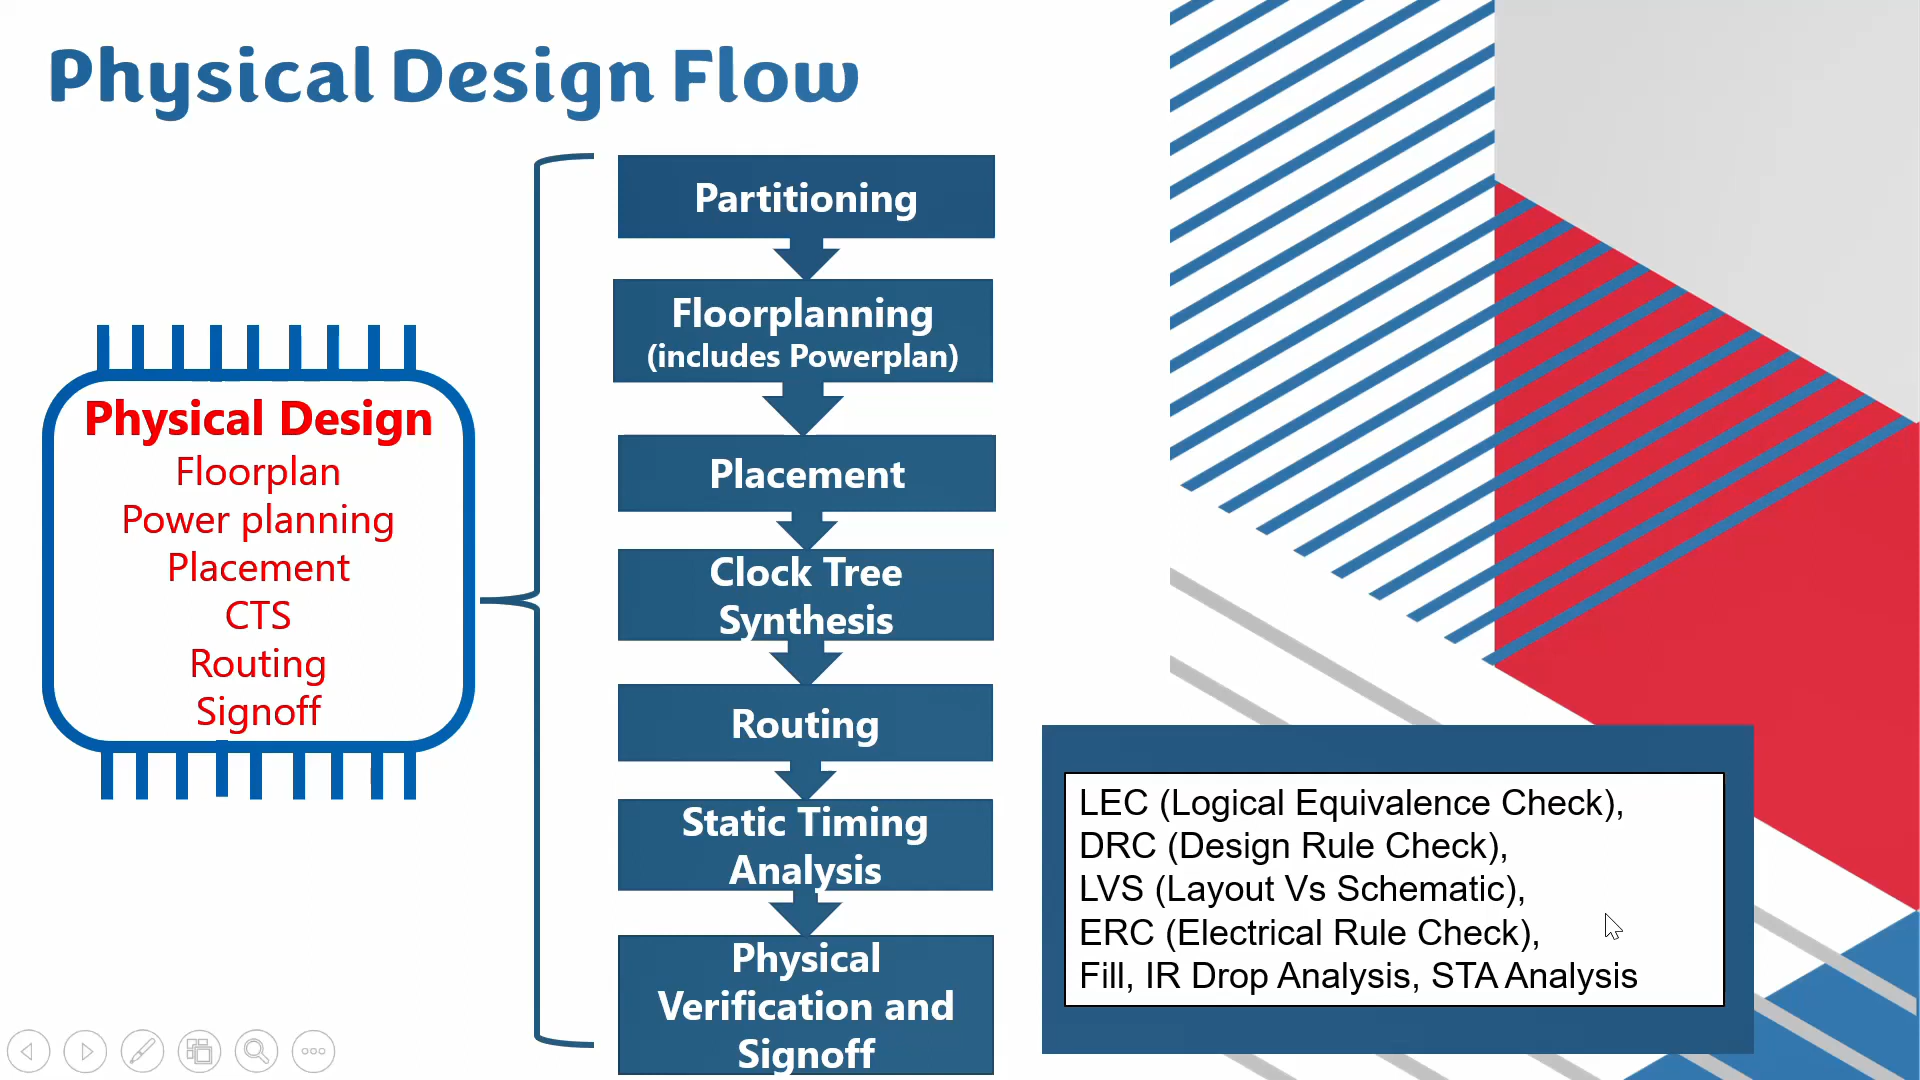 Physical Design Flow
Physical Design
Floorplan
Power planning
Placement
CTS
Routing
Signoff
Partitioning
Floorplanning
(includes Powerplan)
Placement
Clock Tree
Synthesis
Routing
Static Timing
Analysis
Physical
Verification and
Signoff
LEC (Logical Equivalence Check),
DRC (Design Rule Check),
LVS (Layout Vs Schematic),
ERC (Electrical Rule Check),
Fill, IR Drop Analysis, STA Analysis